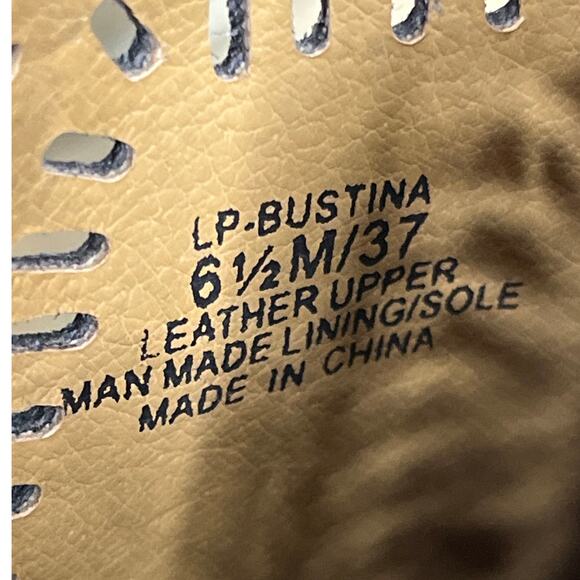 LP-BUSTINA
6 ½ M/37
LEATHER UPPER
MAN MADE LINING/SOLE
MADE IN CHINA